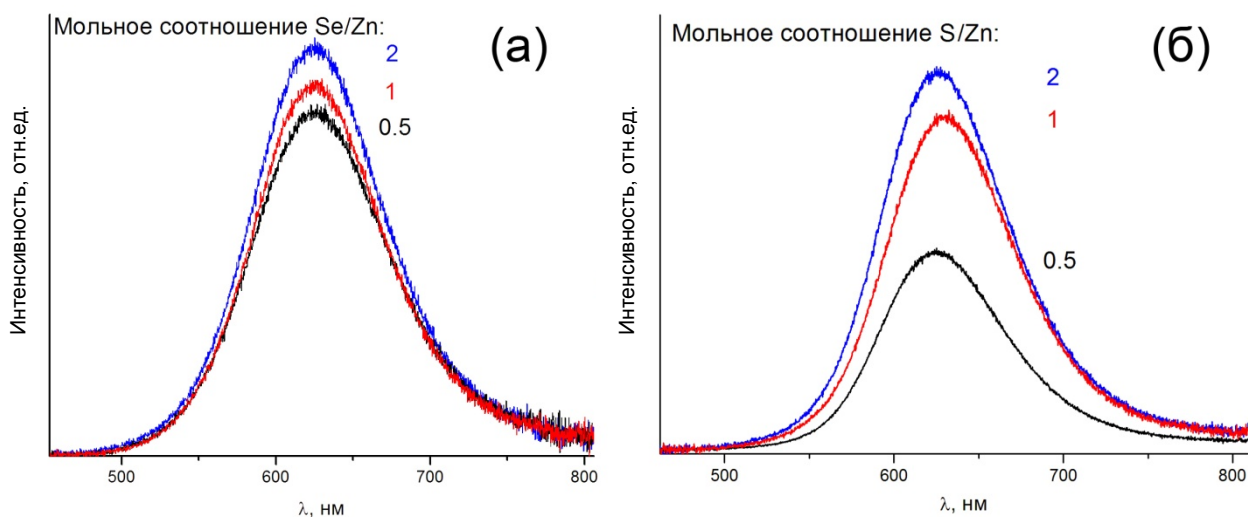 Мольное соотношение Se/Zn:
(а)
2
1
0.5
Интенсивность, отн.ед.
500
600
700
800
λ, нм
Мольное соотношение S/Zn:
(б)
2
1
0.5
Интенсивность, отн.ед.
500
600
700
800
λ, нм